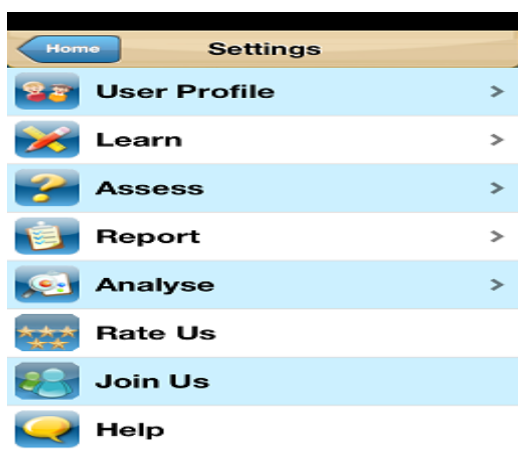 Home Settings
User Profile
Learn
Assess
Report
Analyse
Rate Us
Join Us
Help